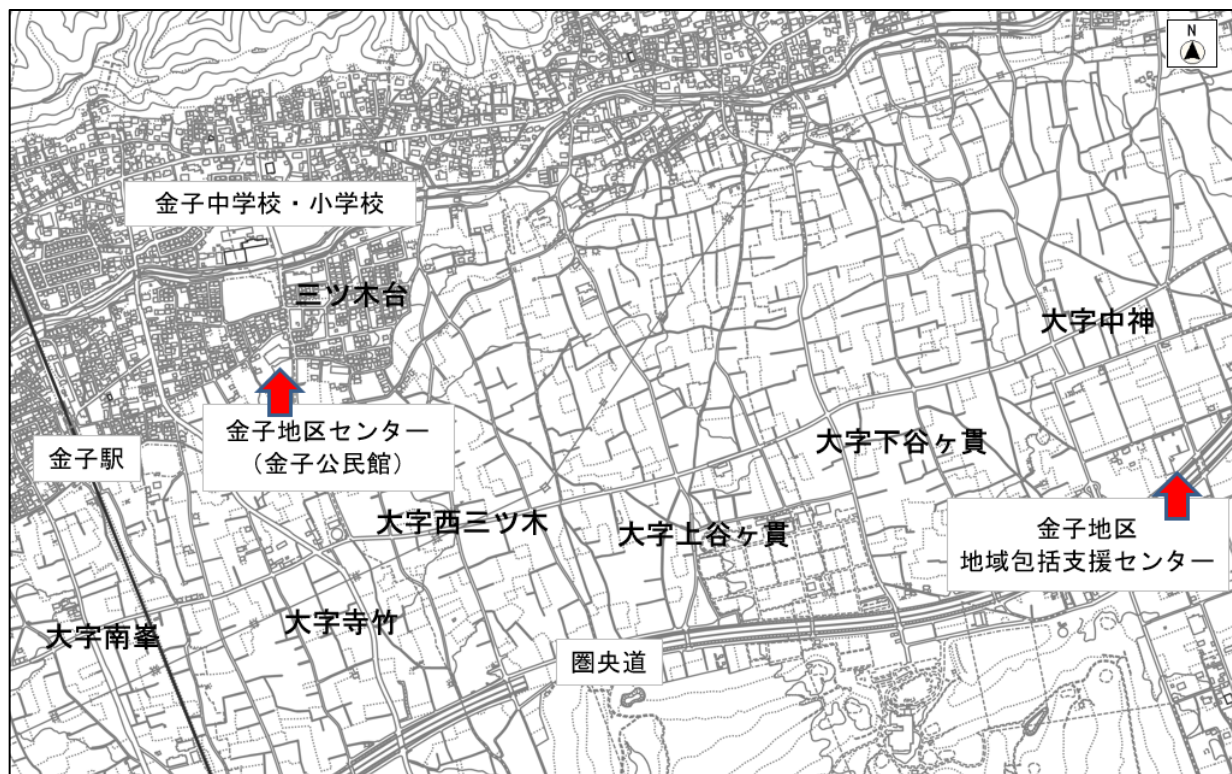 N
金子中学校・小学校
三ツ木台
大字中神
金子地区センター
（金子公民館）
金子駅
大字下谷ヶ貫
大字西三ツ木
大字上谷ヶ貫
金子地区
地域包括支援センター
大字寺竹
大字南峯
圏央道